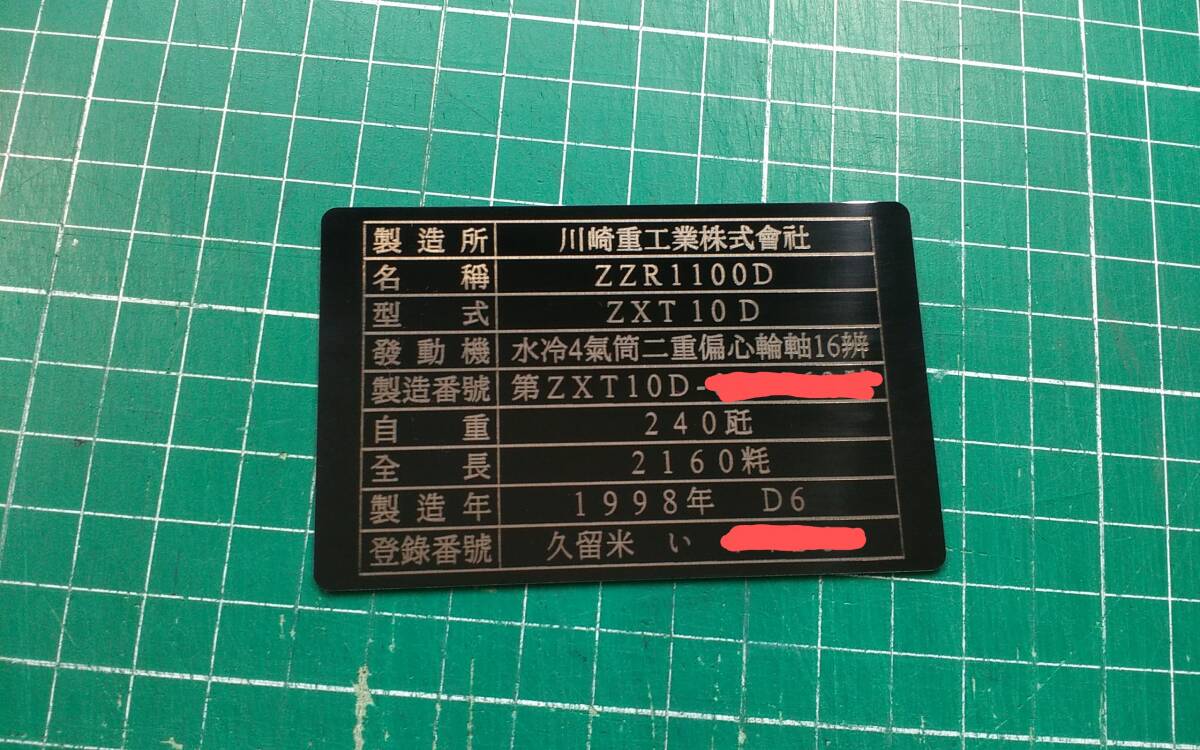 製造所 川崎重工業株式會社
名稱 ZZR1100D
型式 ZXT10D
發動機 水冷4氣筒二重偏心輪軸16辨
製造番號 第ZXT10D-
自重 240瓩
全長 2160粍
製造年 1998年 D6
登錄番號 久留米 い